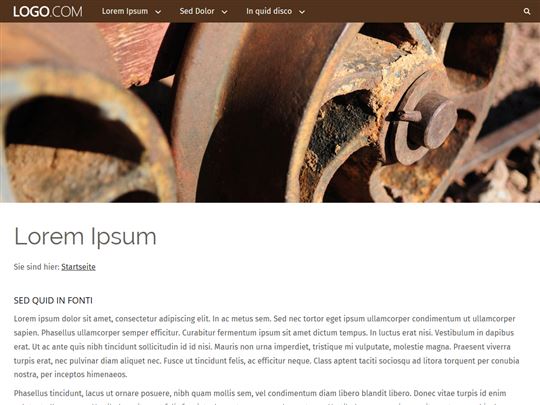 LOGO.COM Lorem Ipsum Sed Dolor In quid disco
Lorem Ipsum
Sie sind hier: Startseite
SED QUID IN FONTI
Lorem ipsum dolor sit amet, consectetur adipiscing elit. In ac metus sem. Sed nec tortor eget ipsum ullamcorper condimentum ut ullamcorper
sapien. Phasellus ullamcorper semper efficitur. Curabitur fermentum ipsum sit amet dictum tempus. In luctus erat nisi. Vestibulum in dapibus
erat. Ut ac ante quis nibh tincidunt sollicitudin id id nisi. Mauris non urna imperdiet, tristique mi vulputate, molestie magna. Praesent viverra
turpis erat, nec pulvinar diam aliquet nec. Fusce ut tincidunt felis, ac efficitur neque. Class aptent taciti sociosqu ad litora torquent per conubia
nostra, per inceptos himenaeos.
Phasellus tincidunt, lacus ut ornare posuere, nibh quam mollis sem, vel condimentum diam libero blandit libero. Donec vitae turpis id enim